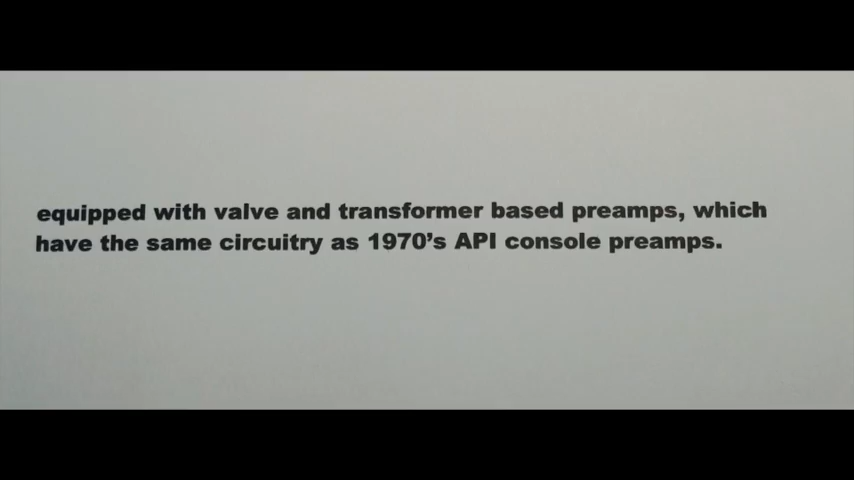 equipped with valve and transformer based preamps, which
have the same circuitry as 1970’s API console preamps.